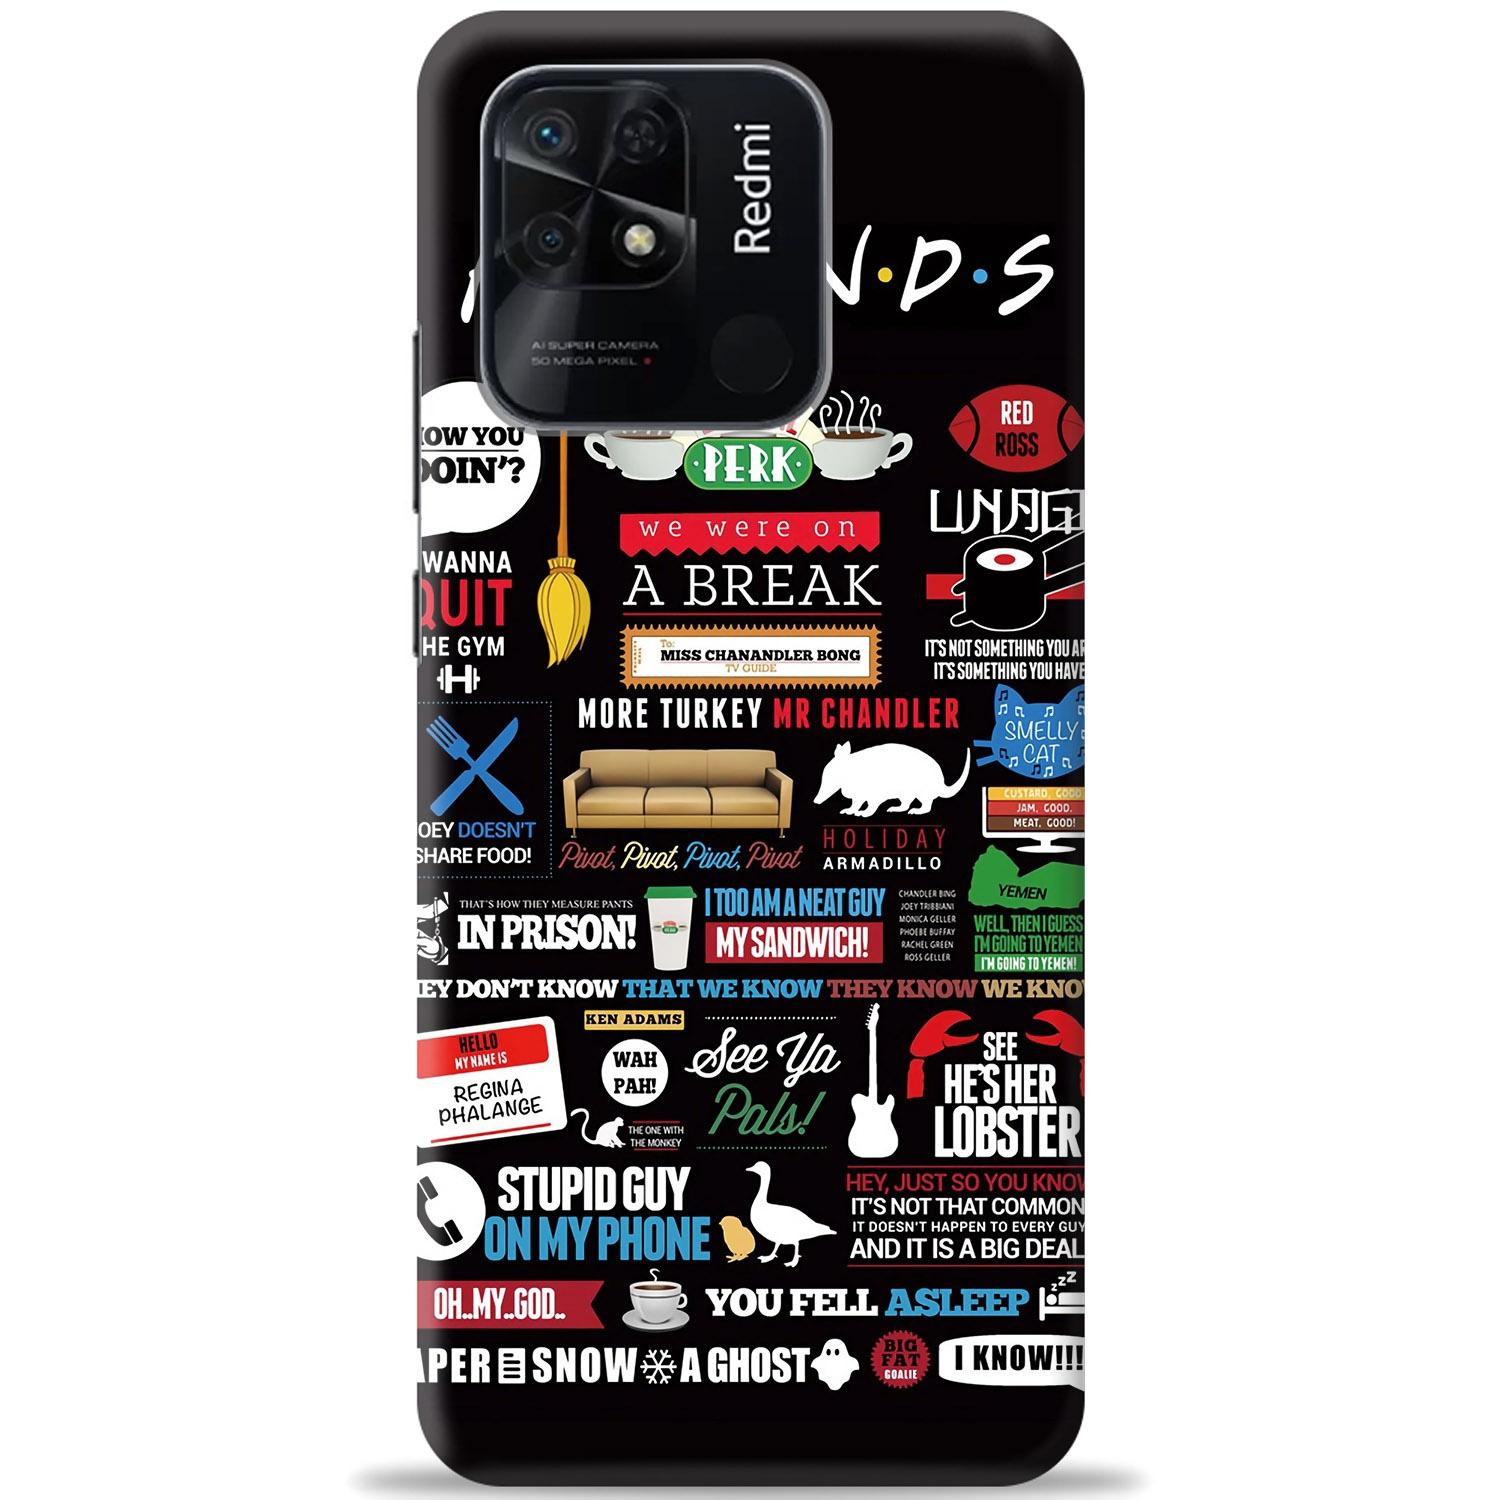 Redmi
AI SUPER CAMERA
50 MEGA PIXEL
N·D·S
OW YOU
OIN'?
PERK
RED
ROSS
we were on
A BREAK
UNAGI
WANNA
QUIT
HE GYM
To:
MISS CHANANDLER BONG
TV GUIDE
IT'S NOT SOMETHING YOU AR
IT'S SOMETHING YOU HAVE
MORE TURKEY MR CHANDLER
SMELLY
CAT
CUSTARD, GOOD
JAM, GOOD.
MEAT, GOOD!
OEY DOESN'T
SHARE FOOD!
Pivot, Pivot, Pivot, Pivot
HOLIDAY
ARMADILLO
YEMEN
WELL, THEN I GUESS
I'M GOING TO YEMEN
I'M GOING TO YEMEN!
THAT'S HOW THEY MEASURE PANTS
IN PRISON!
I TOO AM A NEAT GUY
MY SANDWICH!
CHANDLER BING
JOEY TRIBBIANI
MONICA GELLER
PHOEBE BUFFAY
RACHEL GREEN
ROSS GELLER
EY DON'T KNOW THAT WE KNOW THEY KNOW WE KNO
HELLO
MY NAME IS
REGINA
PHALANGE
KEN ADAMS
WAH
PAH!
THE ONE WITH
THE MONKEY
See Ya
Pals!
SEE
HE'S HER
LOBSTER
STUPID GUY
ON MY PHONE
HEY, JUST SO YOU KNOW
IT'S NOT THAT COMMON
IT DOESN'T HAPPEN TO EVERY GUY
AND IT IS A BIG DEAL
OH..MY..GOD..
YOU FELL ASLEEP
zzz
APER SNOW A GHOST
BIG
FAT
GOALIE
I KNOW!!!